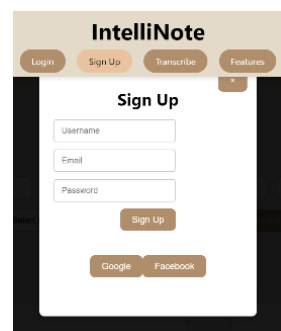 IntelliNote
Login Sign Up Transcribe Features
×
Sign Up
Username
Email
Password
Sign Up
Google Facebook